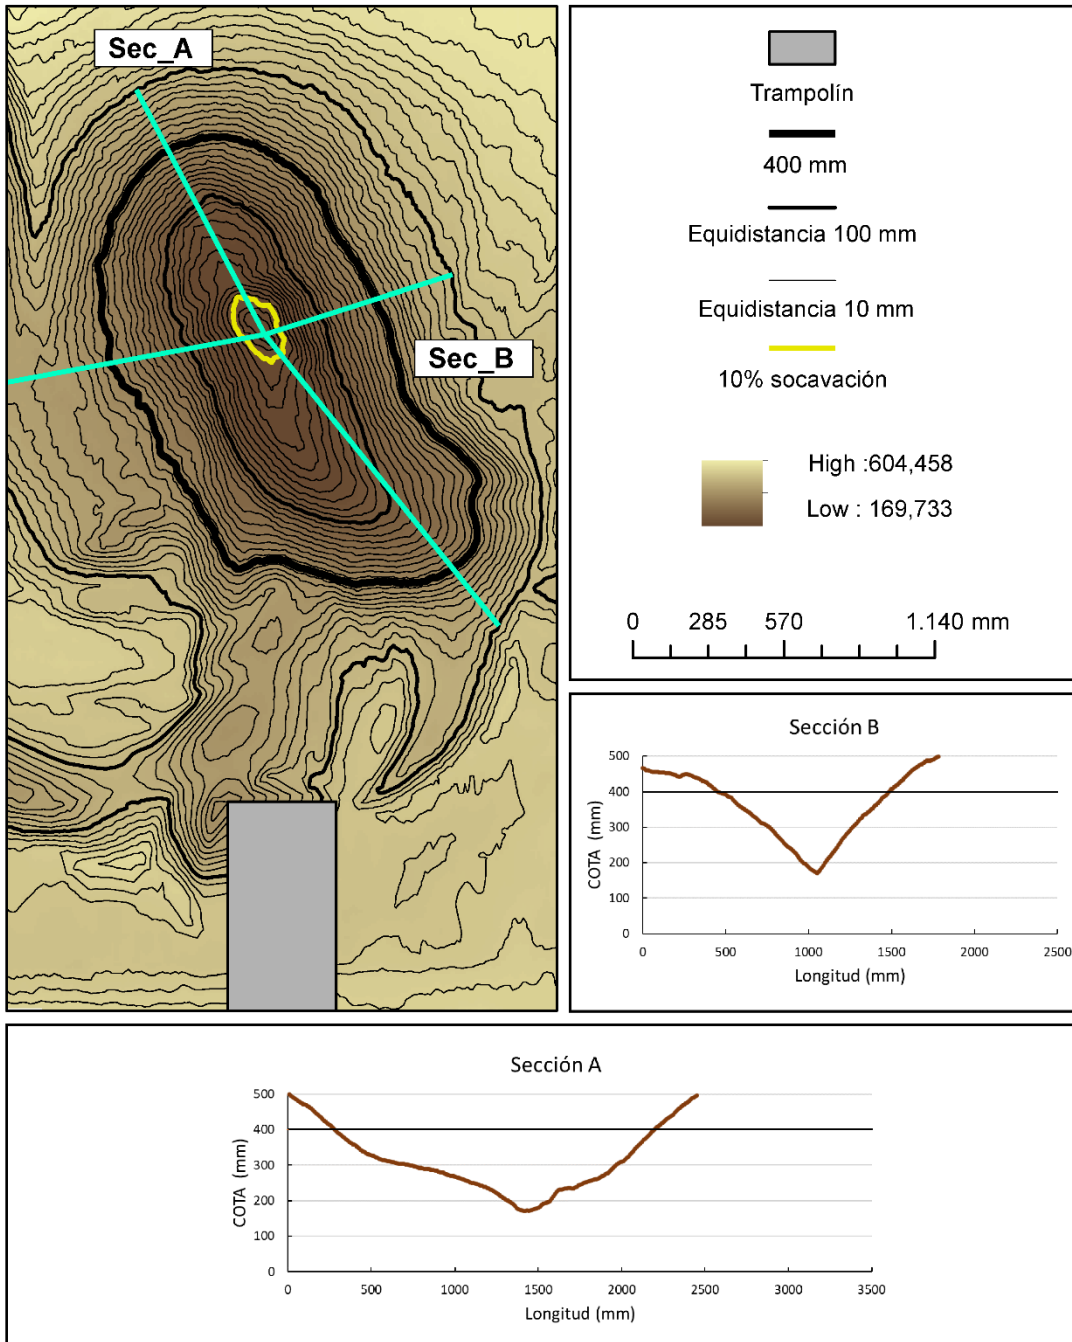 Sec_A
Sec_B
Trampolín
400 mm
Equidistancia 100 mm
Equidistancia 10 mm
10% socavación
High :604,458
Low : 169,733
0 285 570 1.140 mm
Sección B
COTA (mm)
500
400
300
200
100
0
0 500 1000 1500 2000 2500
Longitud (mm)
Sección A
COTA (mm)
500
400
300
200
100
0
0 500 1000 1500 2000 2500 3000 3500
Longitud (mm)